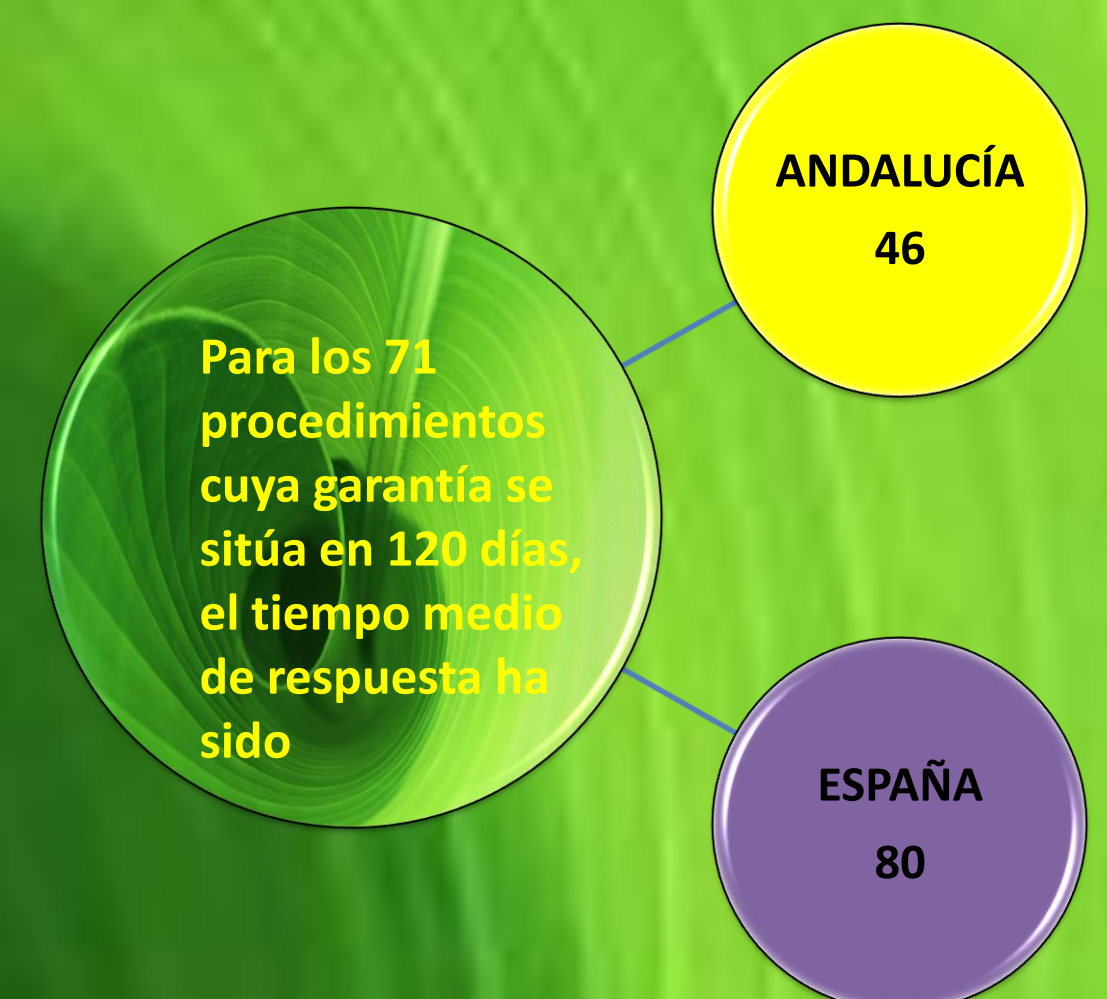 Para los 71
procedimientos
cuya garantía se
sitúa en 120 días,
el tiempo medio
de respuesta ha
sido
ANDALUCÍA
46
ESPAÑA
80